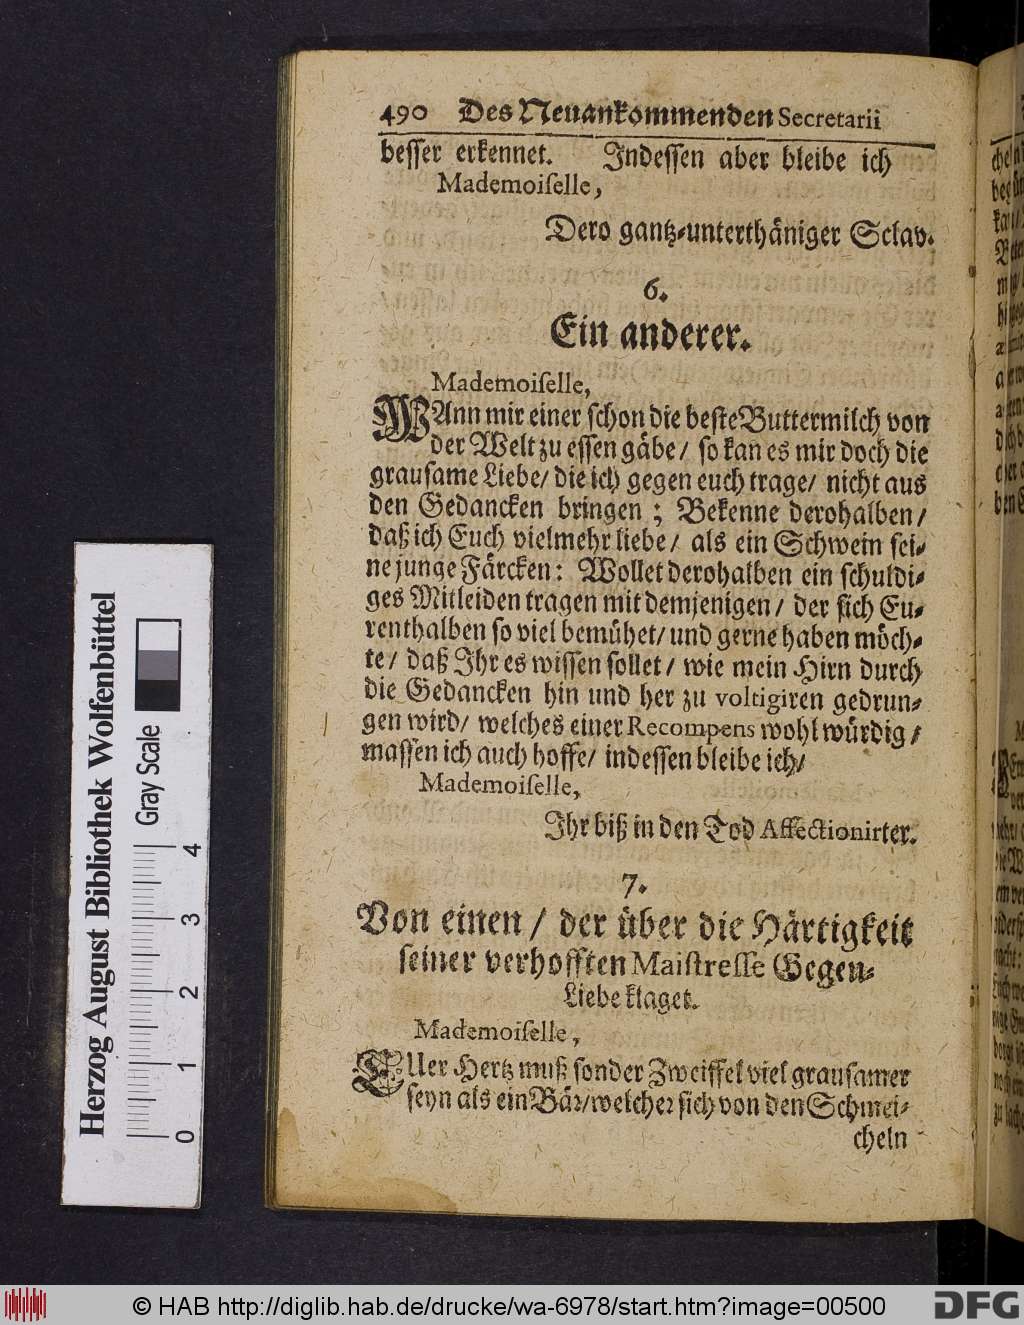 490 Des Neuankommenden Secretarii
besser erkennet. Indessen aber bleibe ich
Mademoiſelle,
Dero gantz-unterthäniger Sclav.
6.
Ein anderer.
Mademoiſelle,
WAnn mir einer schon die beste Buttermilch von
der Welt zu essen gäbe / so kan es mir doch die
grausame Liebe / die ich gegen euch trage / nicht aus
den Gedancken bringen ; Bekenne derohalben /
daß ich Euch vielmehr liebe / als ein Schwein sei-
ne junge Färcken: Wollet derohalben ein schuldi-
ges Mitleiden tragen mit demjenigen / der sich Eu-
renthalben so viel bemühet / und gerne haben möch-
te / daß Ihr es wissen sollet / wie mein Hirn durch
die Gedancken hin und her zu voltigiren gedrun-
gen wird / welches einer Recompens wohl würdig /
massen ich auch hoffe / indessen bleibe ich /
Mademoiſelle,
Ihr biß in den Tod Affectionirter.
7.
Von einen / der über die Härtigkeit
seiner verhofften Maiſtreſſe Gegen-
Liebe klaget.
Mademoiſelle,
EUer Hertz muß sonder Zweiffel viel grausamer
seyn als ein Bär / welcher sich von den Schmei-
cheln
Herzog August Bibliothek Wolfenbüttel
Gray Scale
0 1 2 3 4
© HAB http://diglib.hab.de/drucke/wa-6978/start.htm?image=00500
DFG